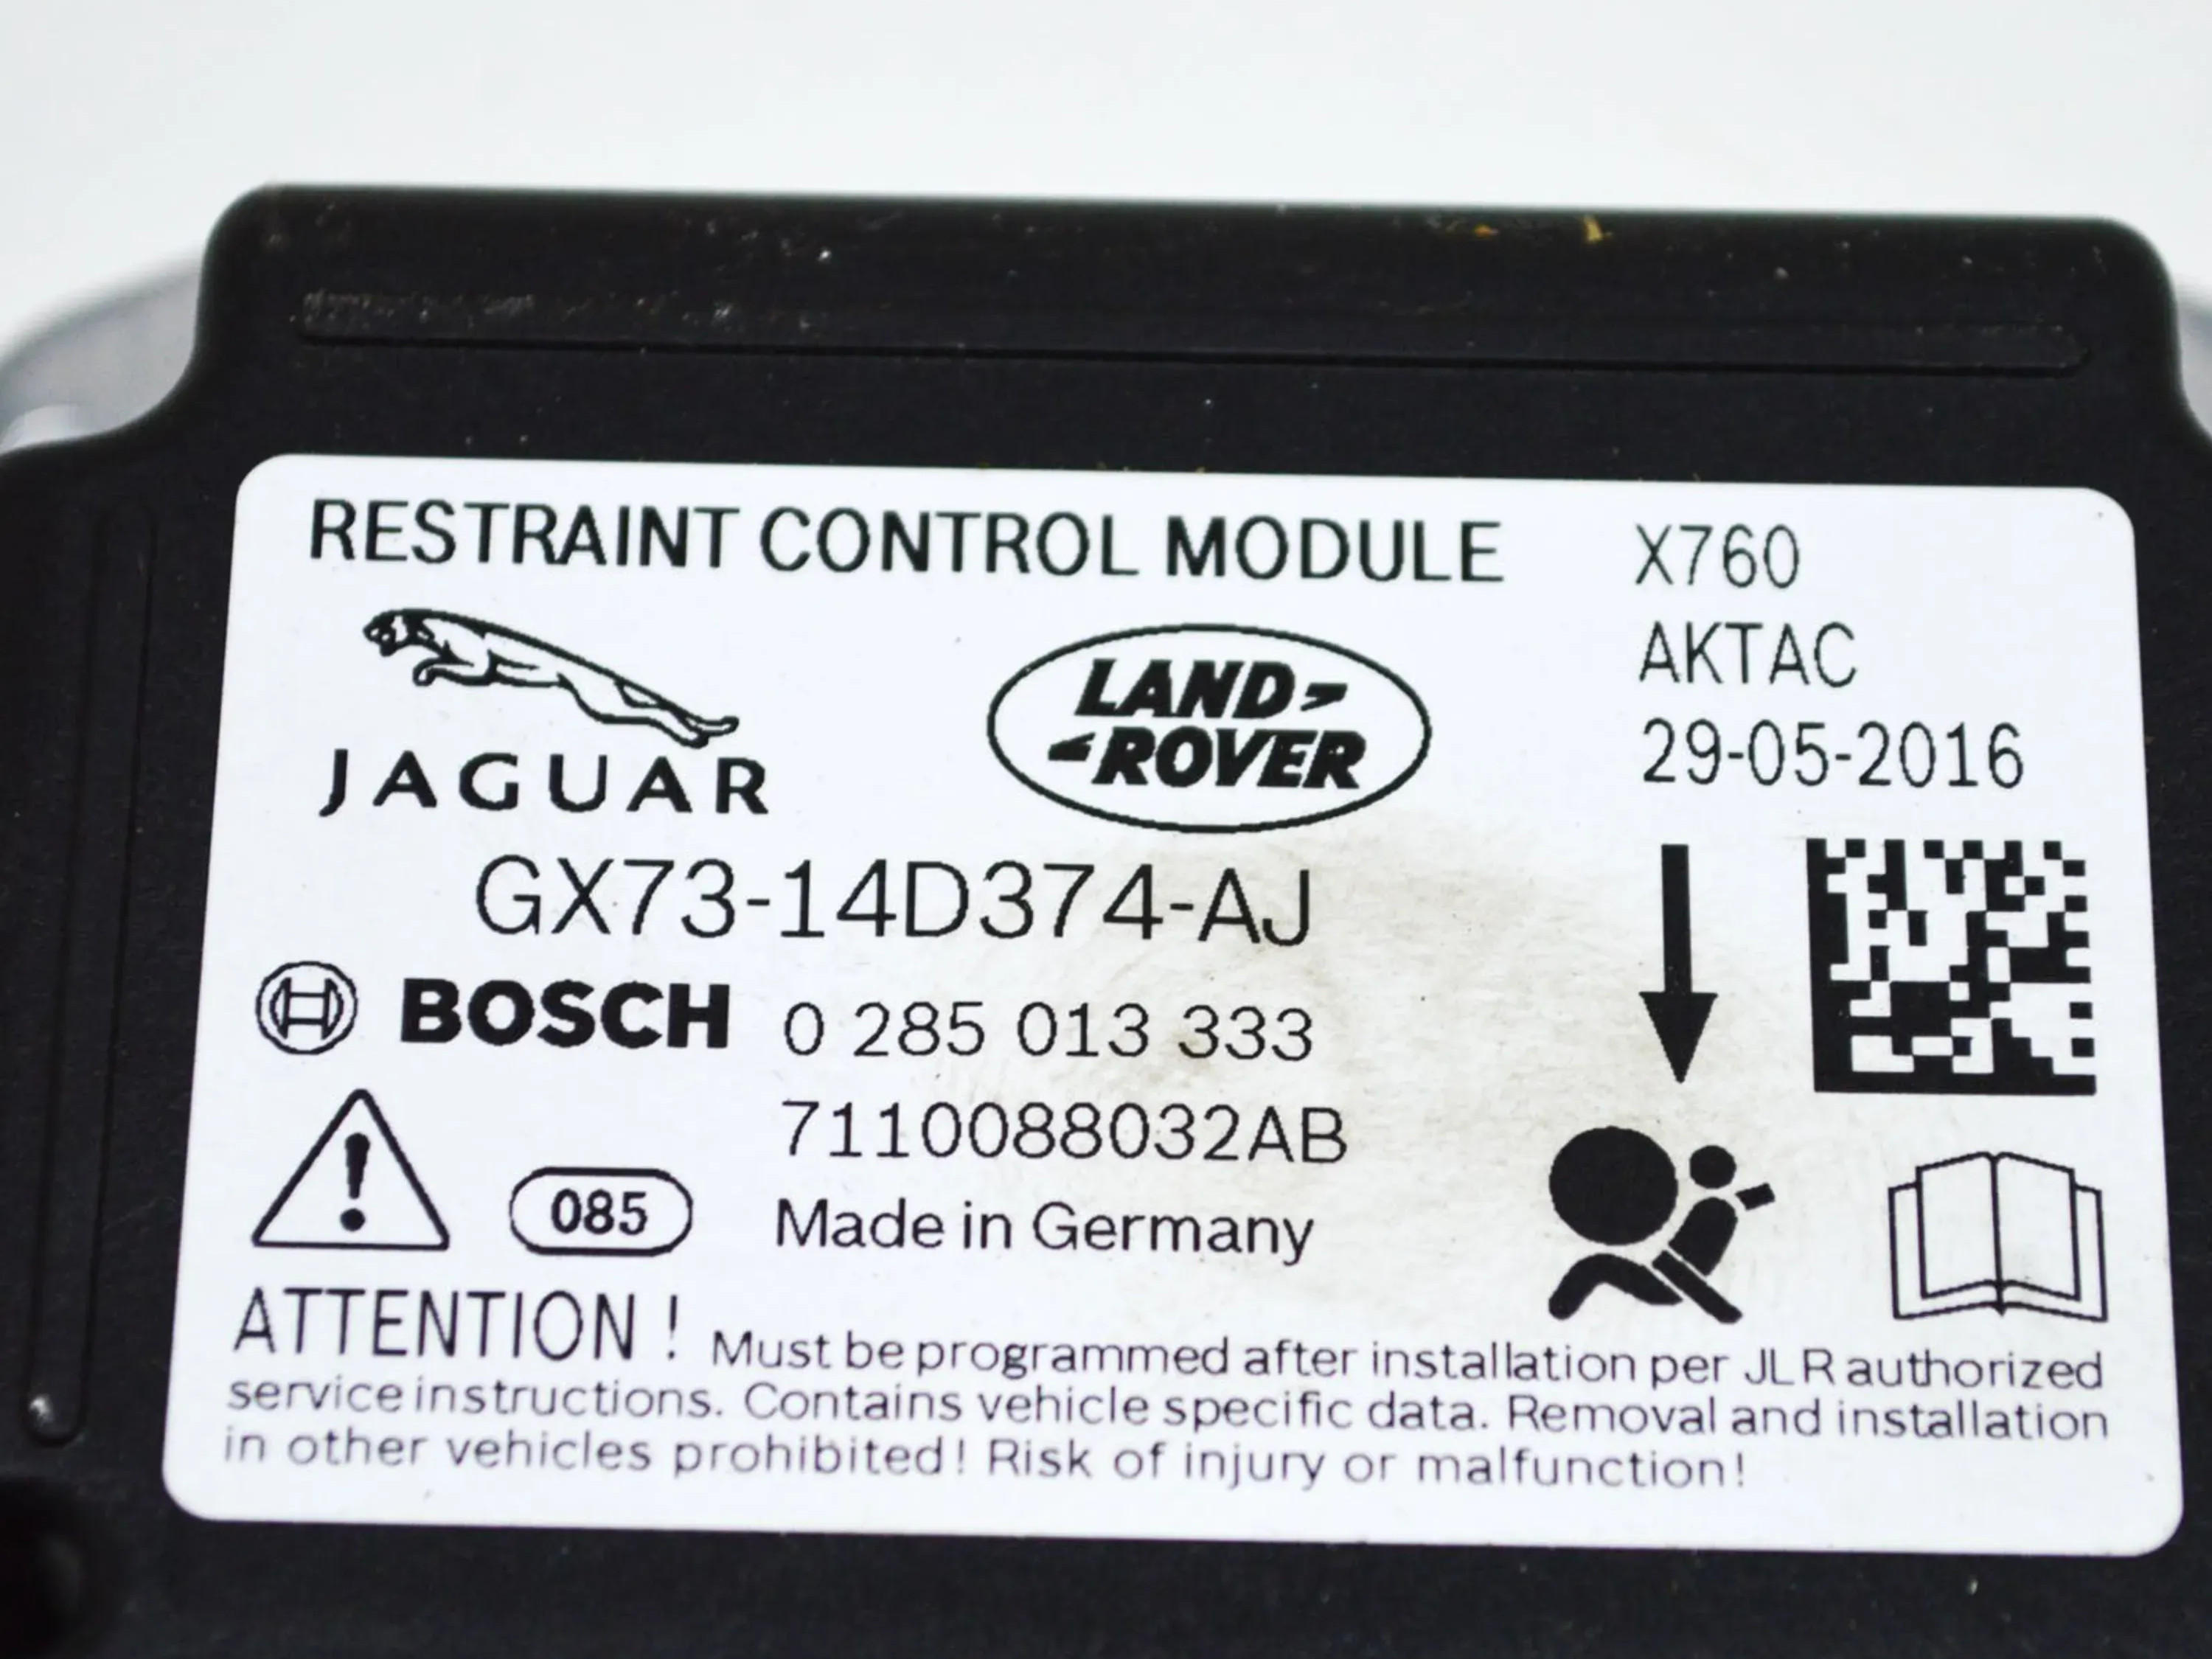 RESTRAINT CONTROL MODULE
X760
AKTAC
29-05-2016
JAGUAR
LAND
ROVER
GX73-14D374-AJ
BOSCH 0 285 013 333
7110088032AB
085
Made in Germany
ATTENTION ! Must be programmed after installation per JLR authorized
service instructions. Contains vehicle specific data. Removal and installation
in other vehicles prohibited! Risk of injury or malfunction!